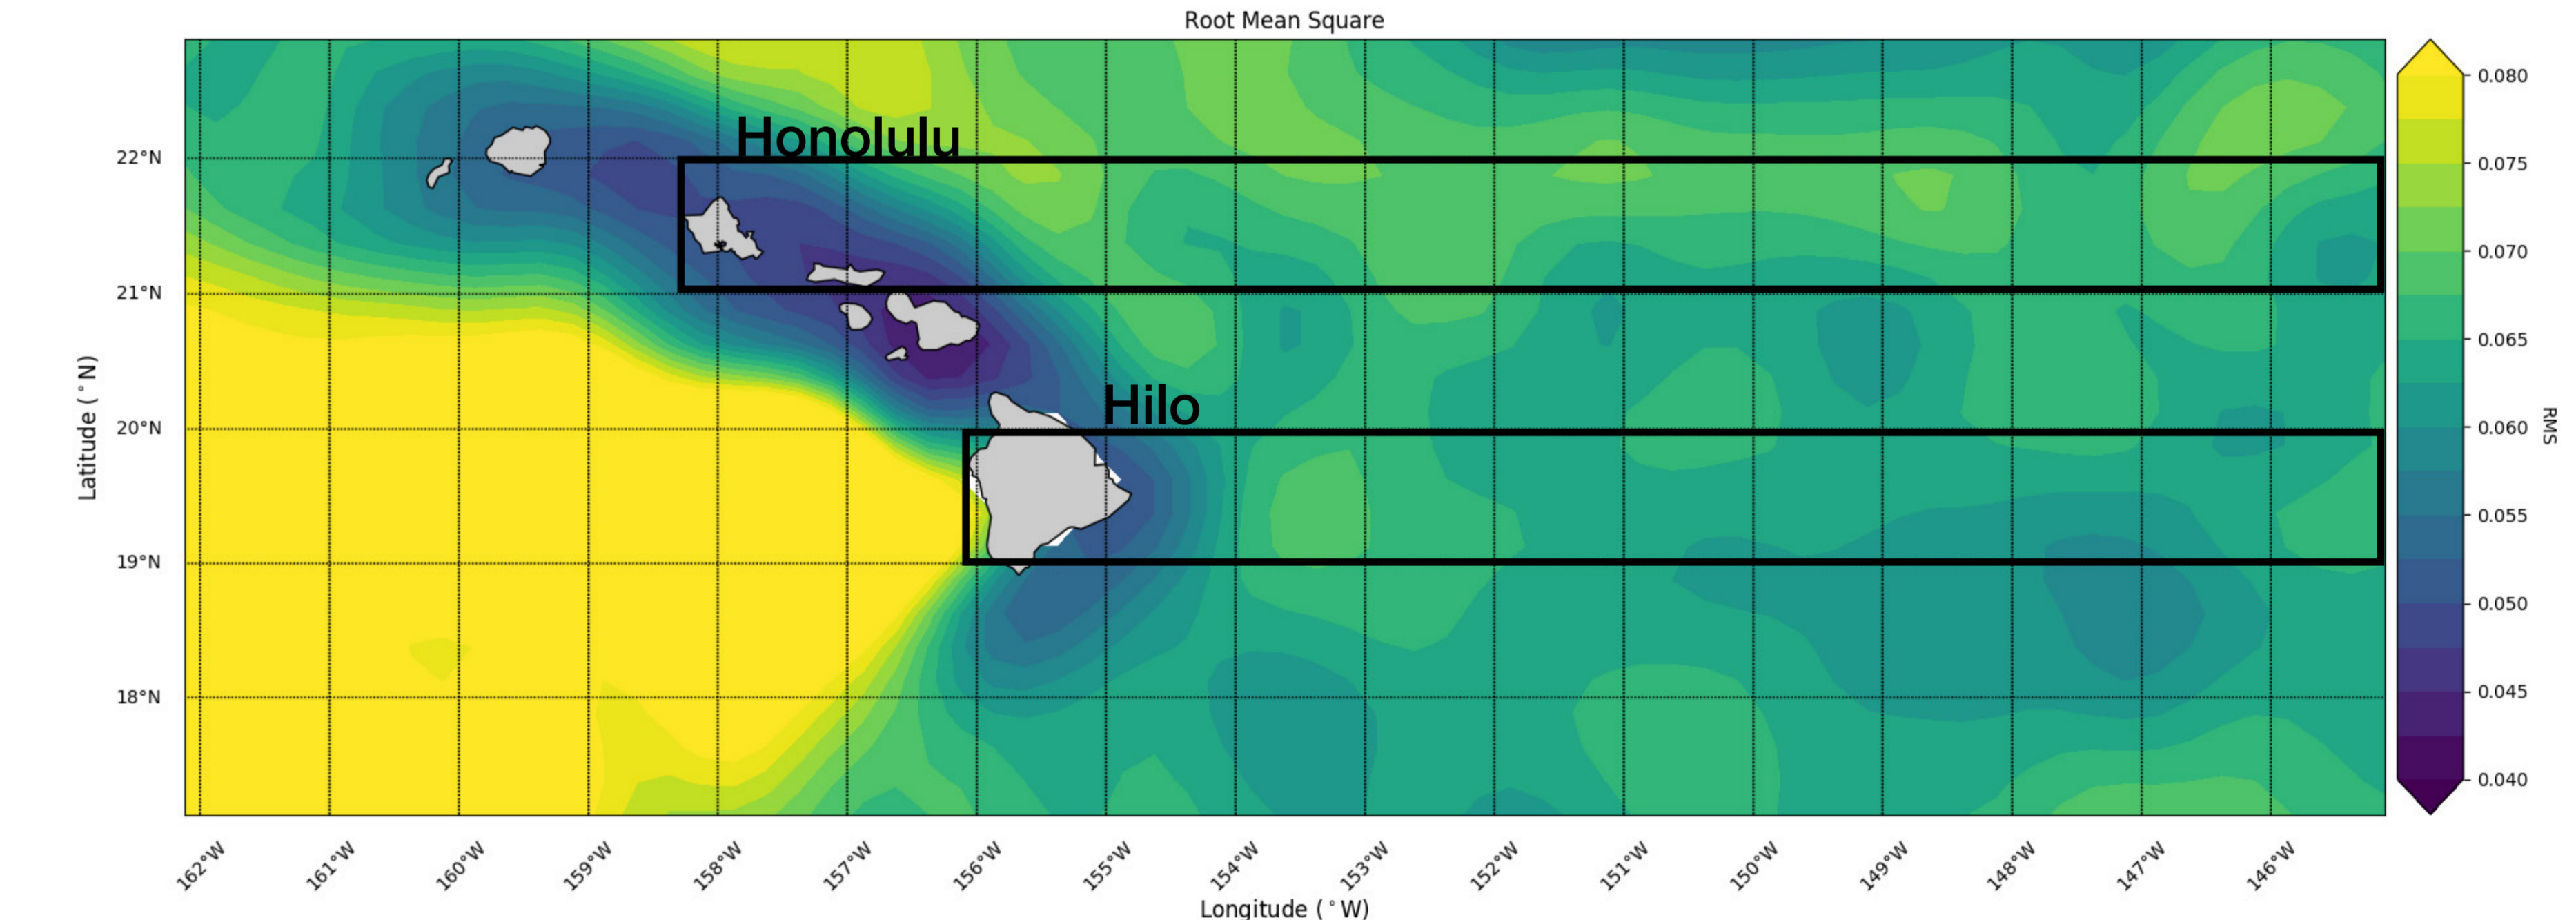 Root Mean Square
Honolulu
Hilo
22°N
21°N
20°N
19°N
18°N
Latitude (°N)
162°W
161°W
160°W
159°W
158°W
157°W
156°W
155°W
154°W
153°W
152°W
151°W
150°W
149°W
148°W
147°W
146°W
Longitude (°W)
0.080
0.075
0.070
0.065
0.060
0.055
0.050
0.045
0.040
RMS